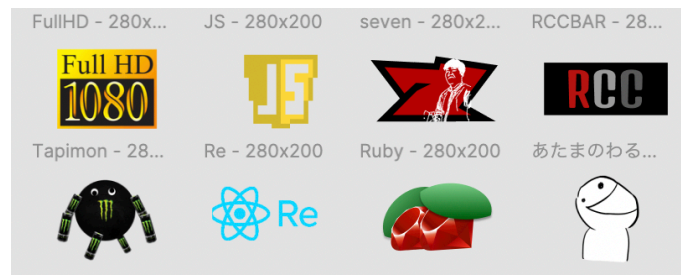 FullHD - 280x...
JS - 280x200
seven - 280x2...
RCCBAR - 28...
Full HD
1080
JS
RCC
Tapimon - 28...
Re - 280x200
Ruby - 280x200
あたまのわる...
Re